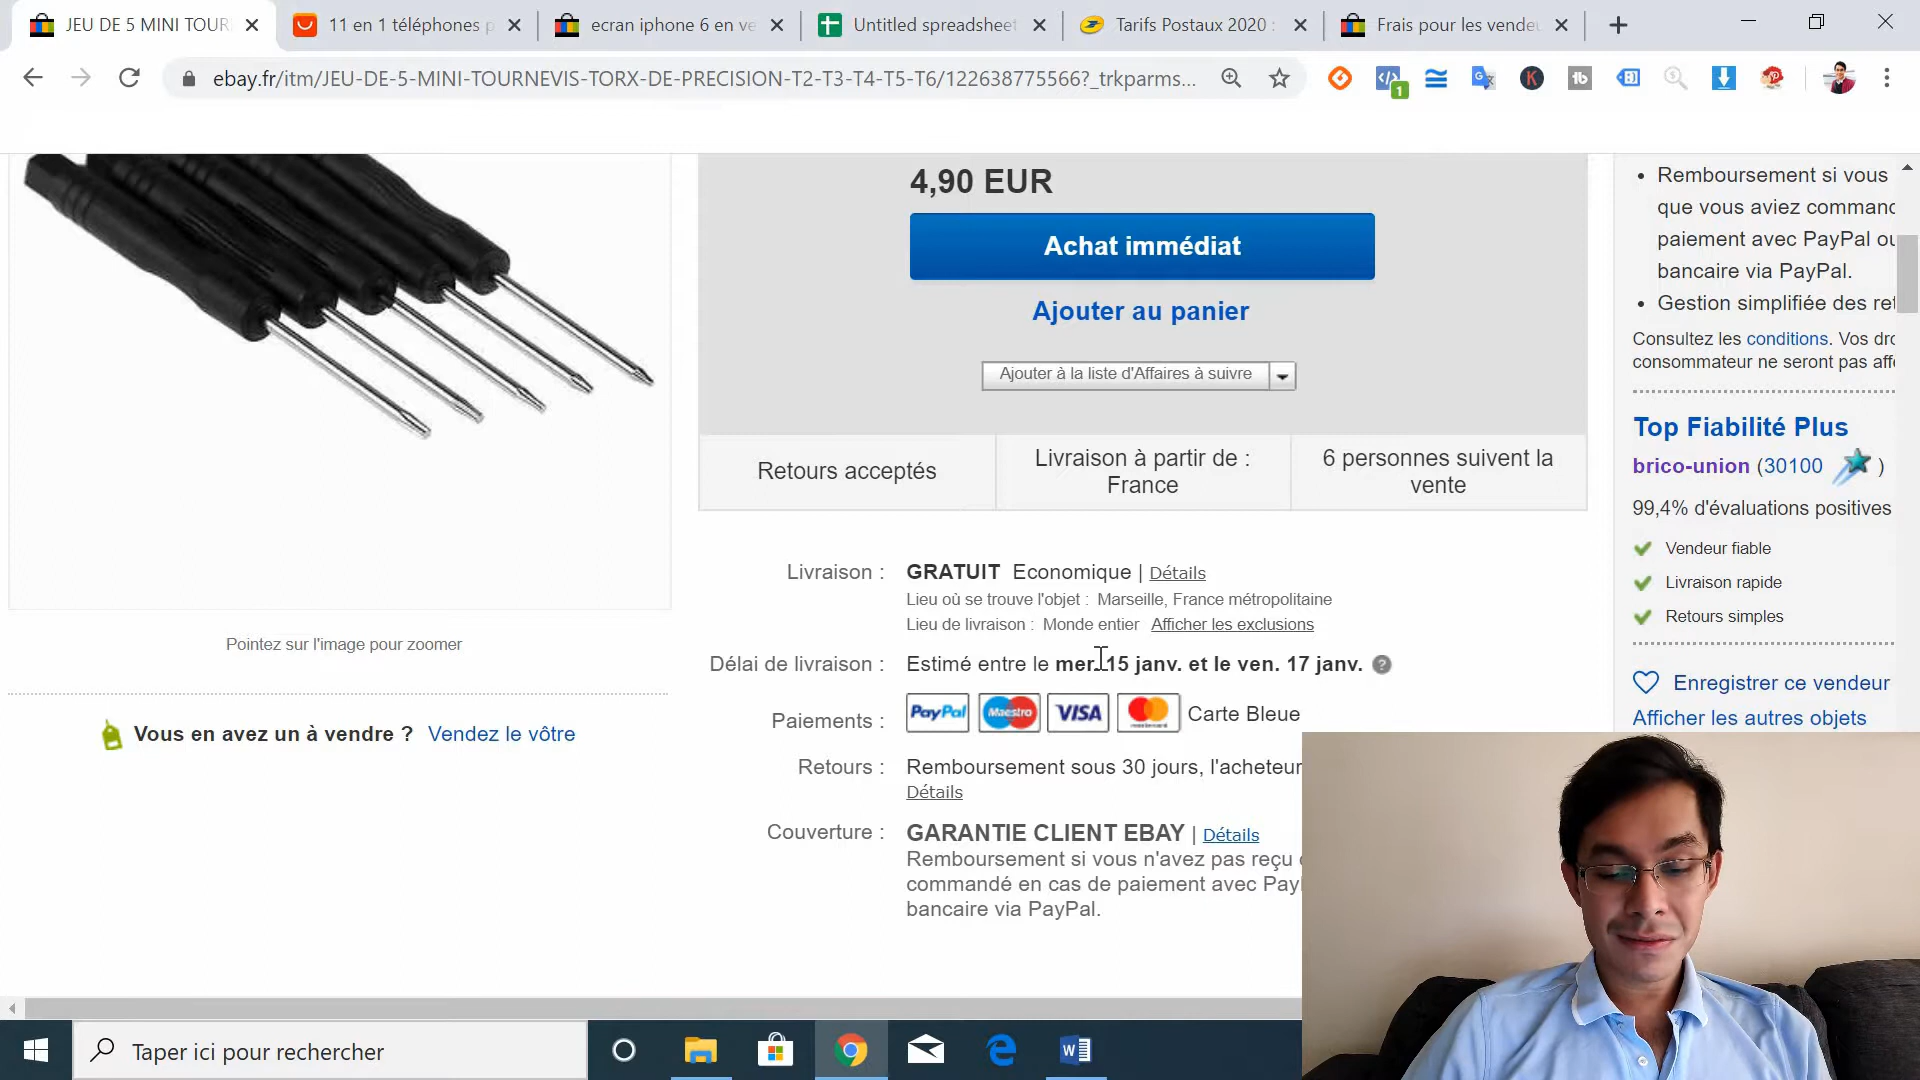 JEU DE 5 MINI TOUR
11 en 1 téléphones p
ecran iphone 6 en ve
Untitled spreadsheet
Tarifs Postaux 2020 :
Frais pour les vende
ebay.fr/itm/JEU-DE-5-MINI-TOURNEVIS-TORX-DE-PRECISION-T2-T3-T4-T5-T6/122638775566?_trkparms...
1
4,90 EUR
Achat immédiat
Ajouter au panier
Ajouter à la liste d'Affaires à suivre
Retours acceptés
Livraison à partir de :
France
6 personnes suivent la
vente
Livraison :
GRATUIT Economique | Détails
Lieu où se trouve l'objet : Marseille, France métropolitaine
Lieu de livraison : Monde entier Afficher les exclusions
Délai de livraison :
Estimé entre le mer. 15 janv. et le ven. 17 janv. ?
Paiements :
PayPal Maestro VISA mastercard Carte Bleue
Retours :
Remboursement sous 30 jours, l'acheteur
Détails
Couverture :
GARANTIE CLIENT EBAY | Détails
Remboursement si vous n'avez pas reçu
commandé en cas de paiement avec Pay
bancaire via PayPal.
Pointez sur l'image pour zoomer
Vous en avez un à vendre ? Vendez le vôtre
Remboursement si vous
que vous aviez command
paiement avec PayPal ou
bancaire via PayPal.
Gestion simplifiée des ret
Consultez les conditions. Vos dro
consommateur ne seront pas affe
Top Fiabilité Plus
brico-union (30100 )
99,4% d'évaluations positives
Vendeur fiable
Livraison rapide
Retours simples
Enregistrer ce vendeur
Afficher les autres objets
Taper ici pour rechercher